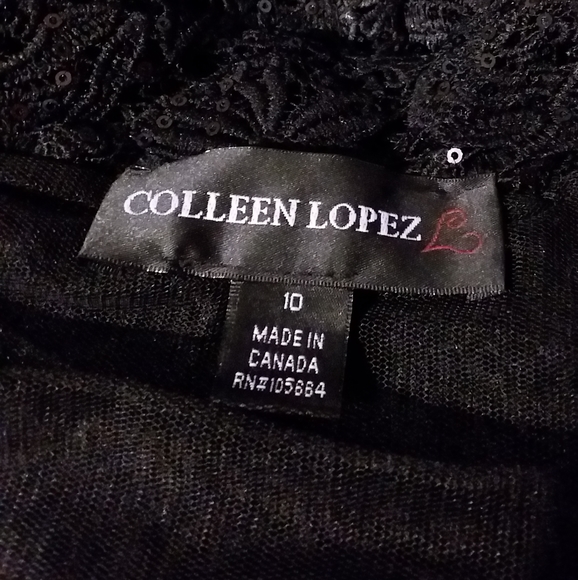 COLLEEN LOPEZ
10
MADE IN
CANADA
RN#105884